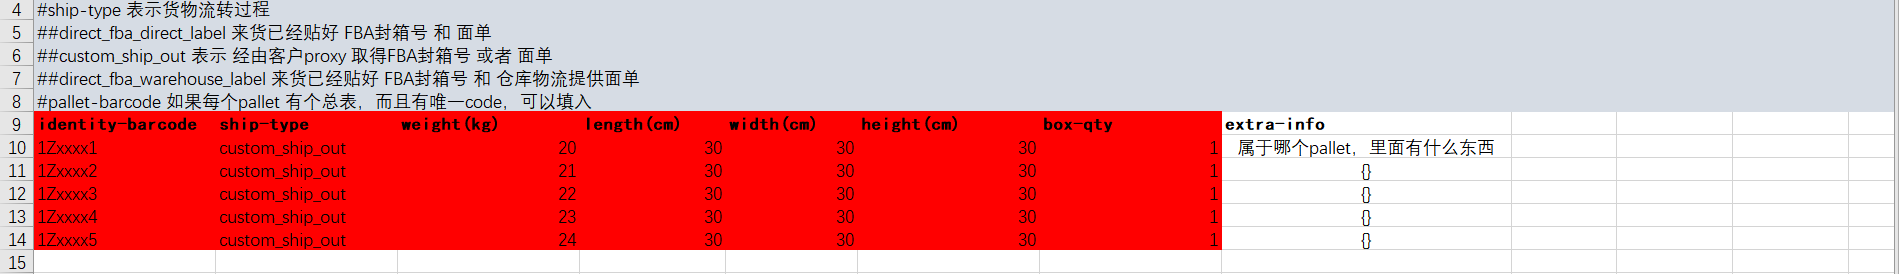 4 #ship-type 表示货物流转过程
5 ##direct_fba_direct_label 来货已经贴好 FBA封箱号 和 面单
6 ##custom_ship_out 表示 经由客户proxy 取得FBA封箱号 或者 面单
7 ##direct_fba_warehouse_label 来货已经贴好 FBA封箱号 和 仓库物流提供面单
8 #pallet-barcode 如果每个pallet 有个总表，而且有唯一code，可以填入
9 identity-barcode ship-type weight(kg) length(cm) width(cm) height(cm) box-qty extra-info
10 1Zxxxx1 custom_ship_out 20 30 30 30 1 属于哪个pallet，里面有什么东西
11 1Zxxxx2 custom_ship_out 21 30 30 30 1 {}
12 1Zxxxx3 custom_ship_out 22 30 30 30 1 {}
13 1Zxxxx4 custom_ship_out 23 30 30 30 1 {}
14 1Zxxxx5 custom_ship_out 24 30 30 30 1 {}
15